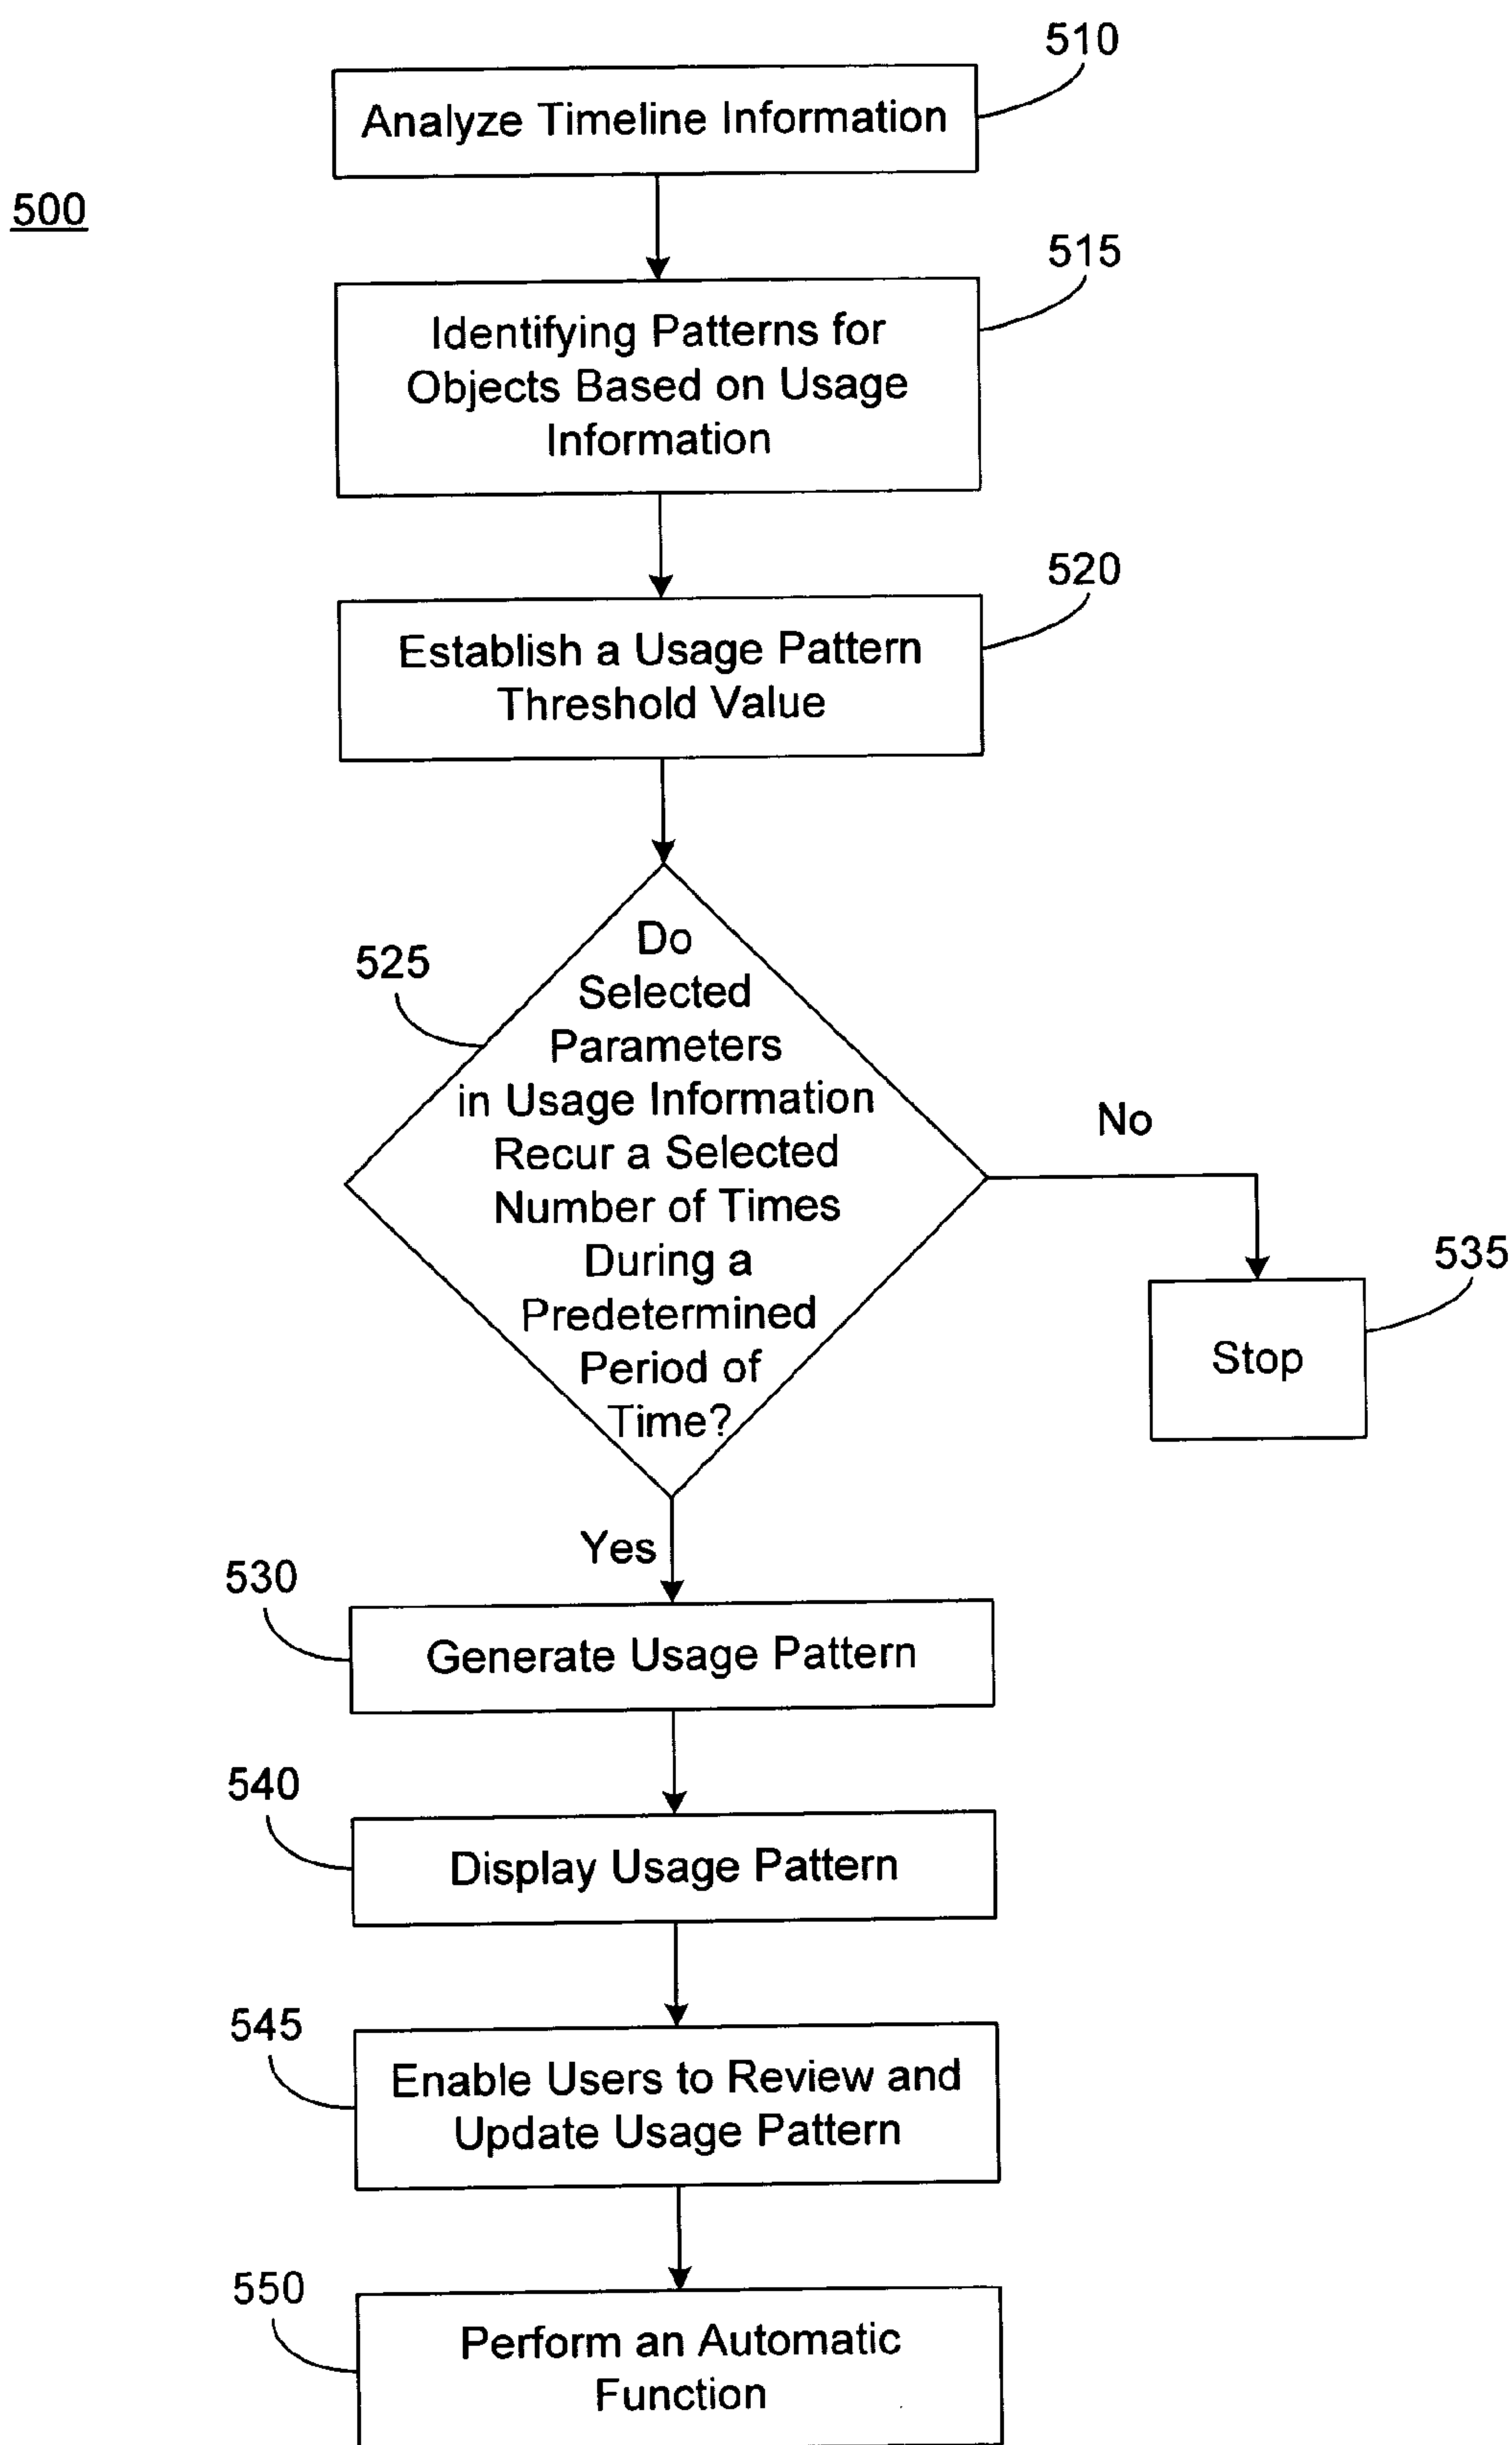 510
Analyze Timeline Information
500
515
Identifying Patterns for
Objects Based on Usage
Information
520
Establish a Usage Pattern
Threshold Value
525
Do
Selected
Parameters
in Usage Information
Recur a Selected
Number of Times
During a
Predetermined
Period of
Time?
No
535
Stop
Yes
530
Generate Usage Pattern
540
Display Usage Pattern
545
Enable Users to Review and
Update Usage Pattern
550
Perform an Automatic
Function